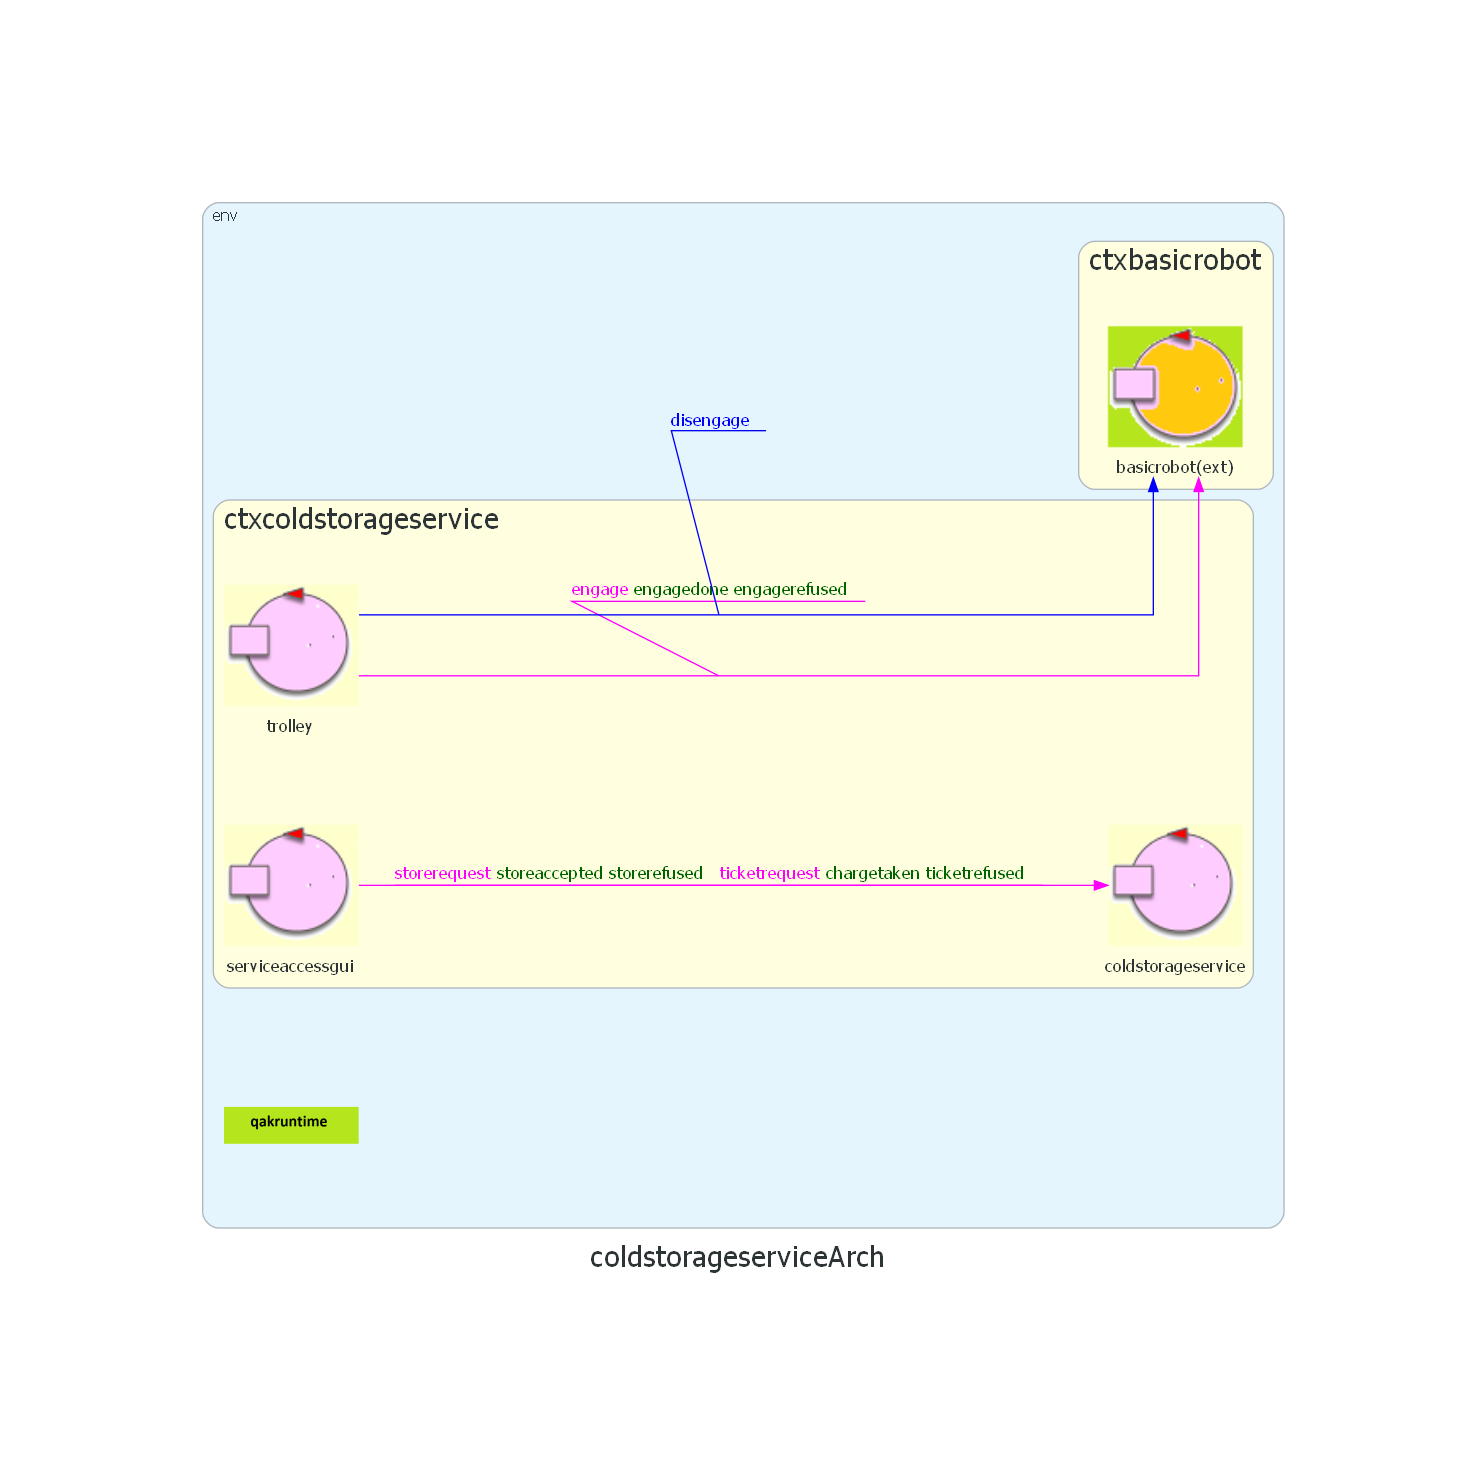 env
ctxbasicrobot
basicrobot(ext)
disengage
ctxcoldstorageservice
engage engagedone engagerefused
trolley
storerequest storeaccepted storerefused ticketrequest chargetaken ticketrefused
serviceaccessgui
coldstorageservice
qakruntime
coldstorageserviceArch